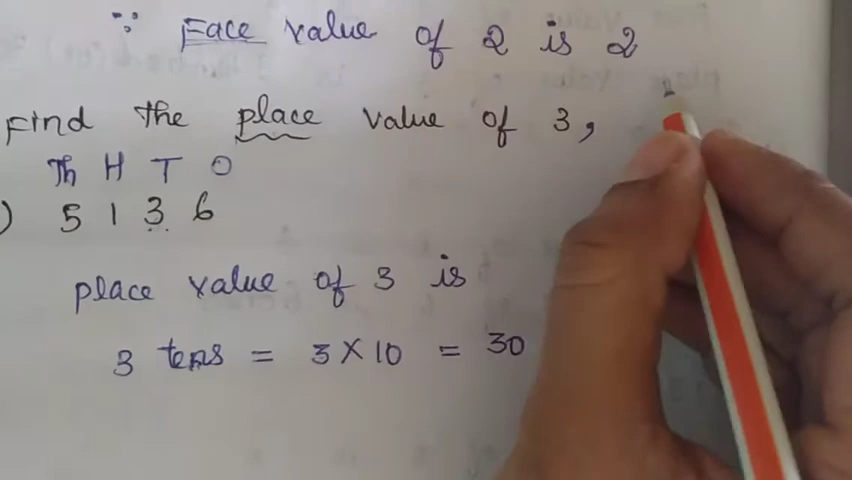 ∵ Face value of 2 is 2
Find the place value of 3,
Th H T O
) 5 1 3 6
place value of 3 is
3 tens = 3 × 10 = 30